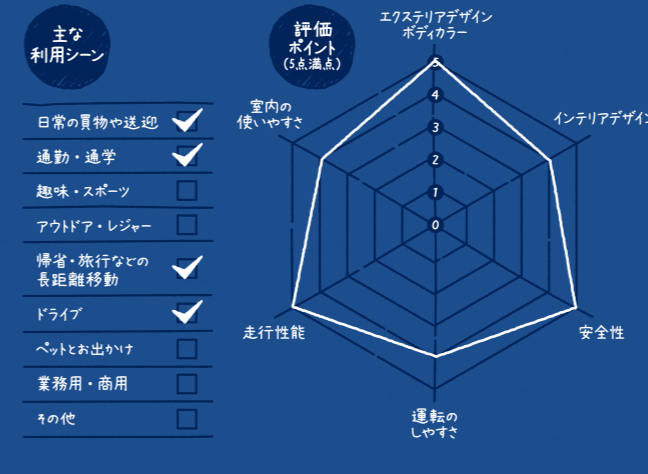 主な
利用シーン
日常の買物や送迎
通勤・通学
趣味・スポーツ
アウトドア・レジャー
帰省・旅行などの
長距離移動
ドライブ
ペットとお出かけ
業務用・商用
その他
評価
ポイント
(5点満点)
エクステリアデザイン
ボディカラー
インテリアデザイン
安全性
運転の
しやすさ
走行性能
室内の
使いやすさ
5
4
3
2
1
0